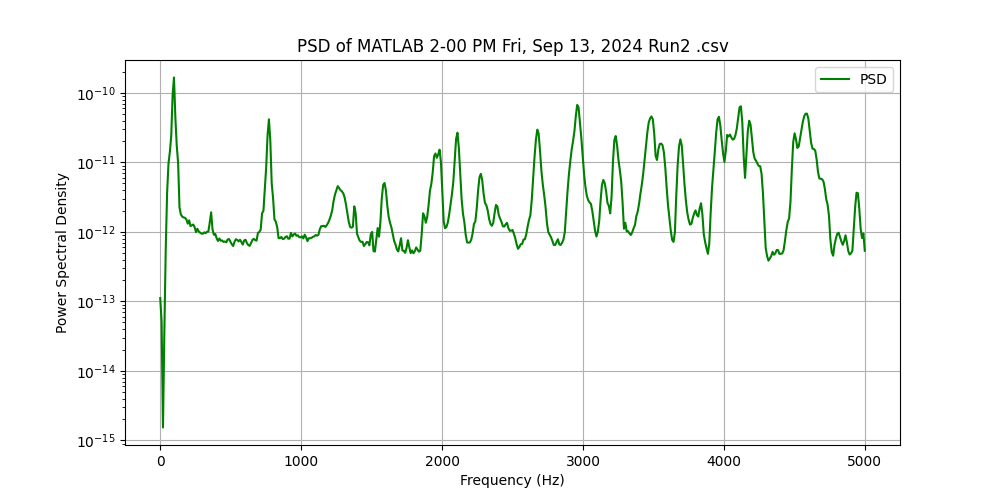 PSD of MATLAB 2-00 PM Fri, Sep 13, 2024 Run2 .csv
PSD
10⁻¹⁰
10⁻¹¹
10⁻¹²
10⁻¹³
10⁻¹⁴
10⁻¹⁵
Power Spectral Density
0 1000 2000 3000 4000 5000
Frequency (Hz)